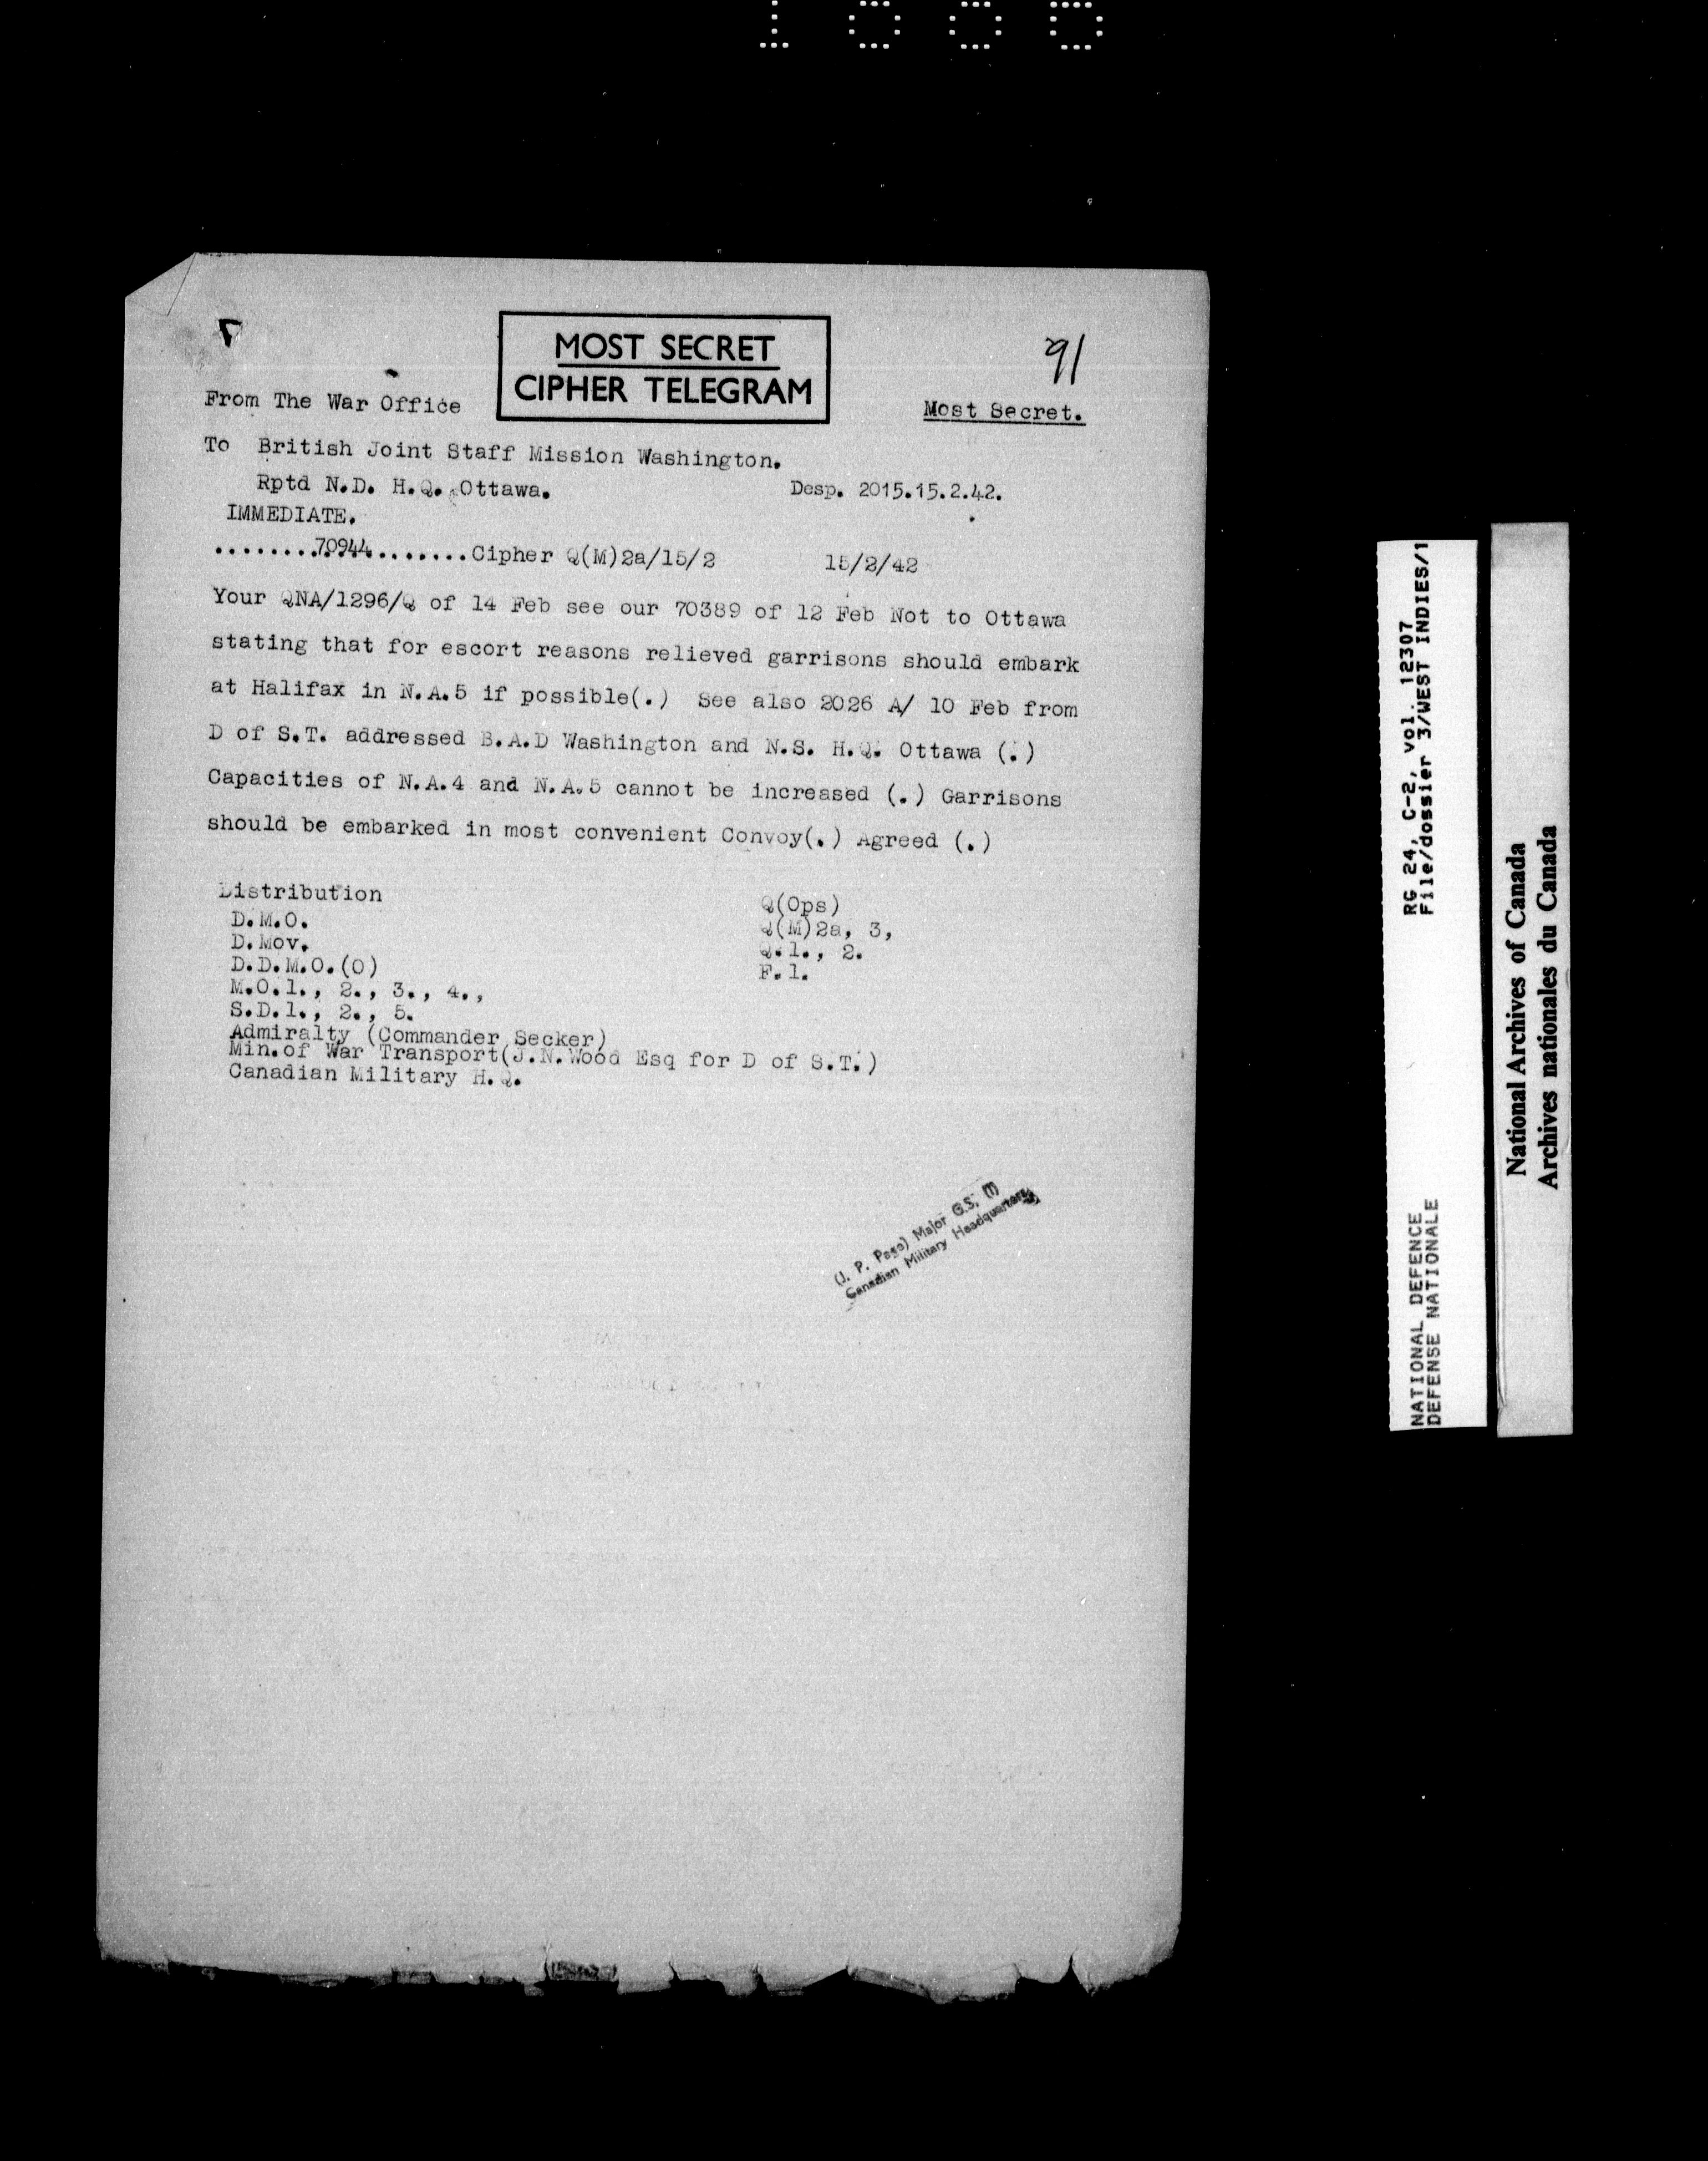 1000
MOST SECRET
CIPHER TELEGRAM
91
From The War Office
Most Secret.
To British Joint Staff Mission Washington.
Rptd N.D. H.Q. Ottawa.
Desp. 2015.15.2.42.
IMMEDIATE.
........70944........Cipher Q(M)2a/15/2 15/2/42
Your QNA/1296/Q of 14 Feb see our 70389 of 12 Feb Not to Ottawa
stating that for escort reasons relieved garrisons should embark
at Halifax in N.A.5 if possible(.) See also 2026 A/ 10 Feb from
D of S.T. addressed B.A.D Washington and N.S. H.Q. Ottawa (.)
Capacities of N.A.4 and N.A.5 cannot be increased (.) Garrisons
should be embarked in most convenient Convoy(.) Agreed (.)
Distribution
D.M.O.
D.Mov.
D.D.M.O.(O)
M.O.1., 2., 3., 4.,
S.D.1., 2., 5.
Admiralty (Commander Secker)
Min.of War Transport(J.N.Wood Esq for D of S.T.)
Canadian Military H.Q.
Q(Ops)
Q(M)2a, 3,
Q.1., 2.
F.1.
(J. P. Page) Major G.S. (I)
Canadian Military Headquarters
RG 24, C-2, vol. 12307
File/dossier 3/WEST INDIES/1
NATIONAL DEFENCE
DEFENSE NATIONALE
National Archives of Canada
Archives nationales du Canada